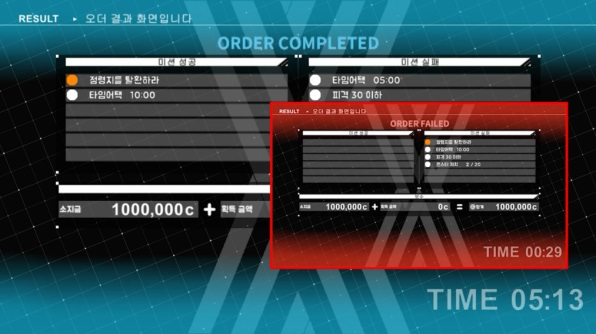 RESULT ▸ 오더 결과 화면입니다
ORDER COMPLETED
미션 성공
점령지를 탈환하라
타임어택 10:00
미션 실패
타임어택 05:00
피격 30 이하
소지금 1000,000c + 획득 금액
RESULT ▸ 오더 결과 화면입니다
ORDER FAILED
미션 성공
미션 실패
점령지를 탈환하라
타임어택 10:00
피격 30 이하
몬스터 처치 3 / 20
소지금 1000,000c + 획득 금액 0c = 1000,000c
TIME 00:29
TIME 05:13